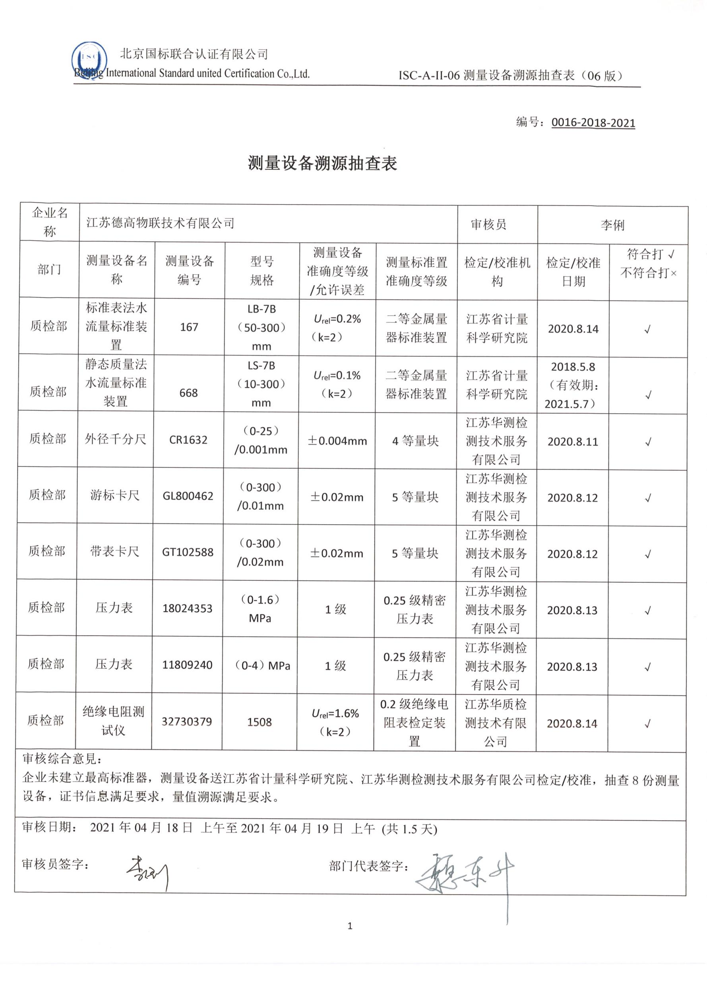 ISC
北京国标联合认证有限公司
Beijing International Standard united Certification Co.,Ltd.
ISC-A-II-06 测量设备溯源抽查表（06 版）
编号：0016-2018-2021
测量设备溯源抽查表
企业名
称
江苏德高物联技术有限公司
审核员
李俐
部门
测量设备名
称
测量设备
编号
型号
规格
测量设备
准确度等级
/允许误差
测量标准置
准确度等级
检定/校准机
构
检定/校准
日期
符合打 √
不符合打×
质检部
标准表法水
流量标准装
置
167
LB-7B
（50-300）
mm
Urel=0.2%
（k=2）
二等金属量
器标准装置
江苏省计量
科学研究院
2020.8.14
√
质检部
静态质量法
水流量标准
装置
668
LS-7B
（10-300）
mm
Urel=0.1%
（k=2）
二等金属量
器标准装置
江苏省计量
科学研究院
2018.5.8
（有效期：
2021.5.7）
√
质检部
外径千分尺
CR1632
（0-25）
/0.001mm
±0.004mm
4 等量块
江苏华测检
测技术服务
有限公司
2020.8.11
√
质检部
游标卡尺
GL800462
（0-300）
/0.01mm
±0.02mm
5 等量块
江苏华测检
测技术服务
有限公司
2020.8.12
√
质检部
带表卡尺
GT102588
（0-300）
/0.02mm
±0.02mm
5 等量块
江苏华测检
测技术服务
有限公司
2020.8.12
√
质检部
压力表
18024353
（0-1.6）
MPa
1 级
0.25 级精密
压力表
江苏华测检
测技术服务
有限公司
2020.8.13
√
质检部
压力表
11809240
（0-4）MPa
1 级
0.25 级精密
压力表
江苏华测检
测技术服务
有限公司
2020.8.13
√
质检部
绝缘电阻测
试仪
32730379
1508
Urel=1.6%
（k=2）
0.2 级绝缘电
阻表检定装
置
江苏华质检
测技术有限
公司
2020.8.14
√
审核综合意见：
企业未建立最高标准器，测量设备送江苏省计量科学研究院、江苏华测检测技术服务有限公司检定/校准，抽查 8 份测量
设备，证书信息满足要求，量值溯源满足要求。
审核日期： 2021 年 04 月 18 日 上午至 2021 年 04 月 19 日 上午 (共 1.5 天)
审核员签字： 李俐
部门代表签字： 魏东升
1